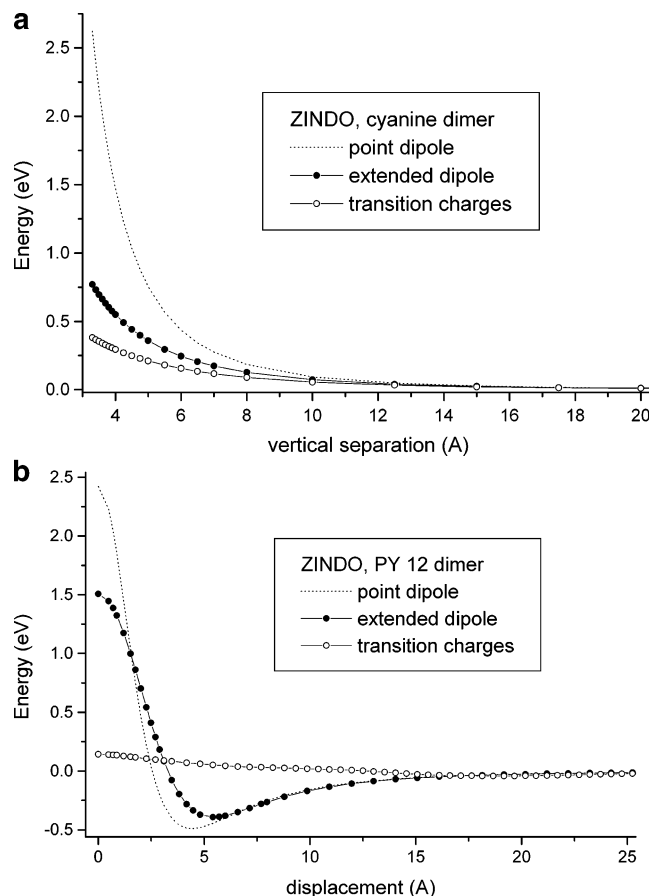 a
2.5
2.0
1.5
1.0
0.5
0.0
Energy (eV)
ZINDO, cyanine dimer
point dipole
extended dipole
transition charges
4 6 8 10 12 14 16 18 20
vertical separation (A)
b
2.5
2.0
1.5
1.0
0.5
0.0
-0.5
Energy (eV)
ZINDO, PY 12 dimer
point dipole
extended dipole
transition charges
0 5 10 15 20 25
displacement (A)